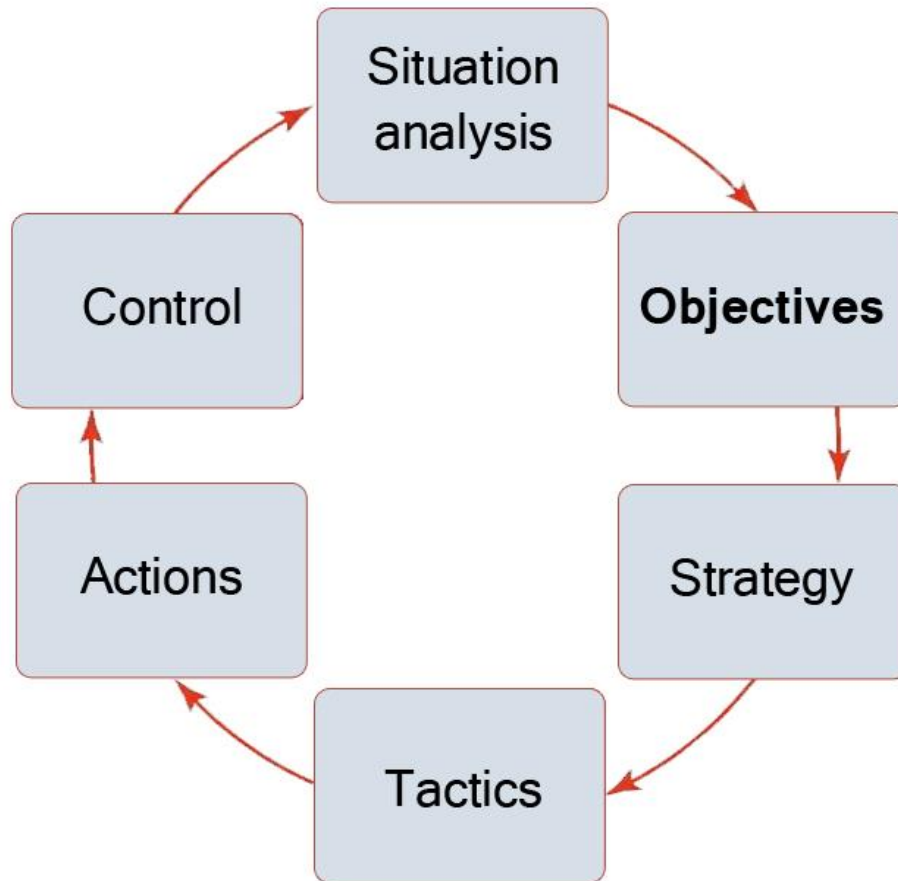 Situation
analysis
Objectives
Strategy
Tactics
Actions
Control